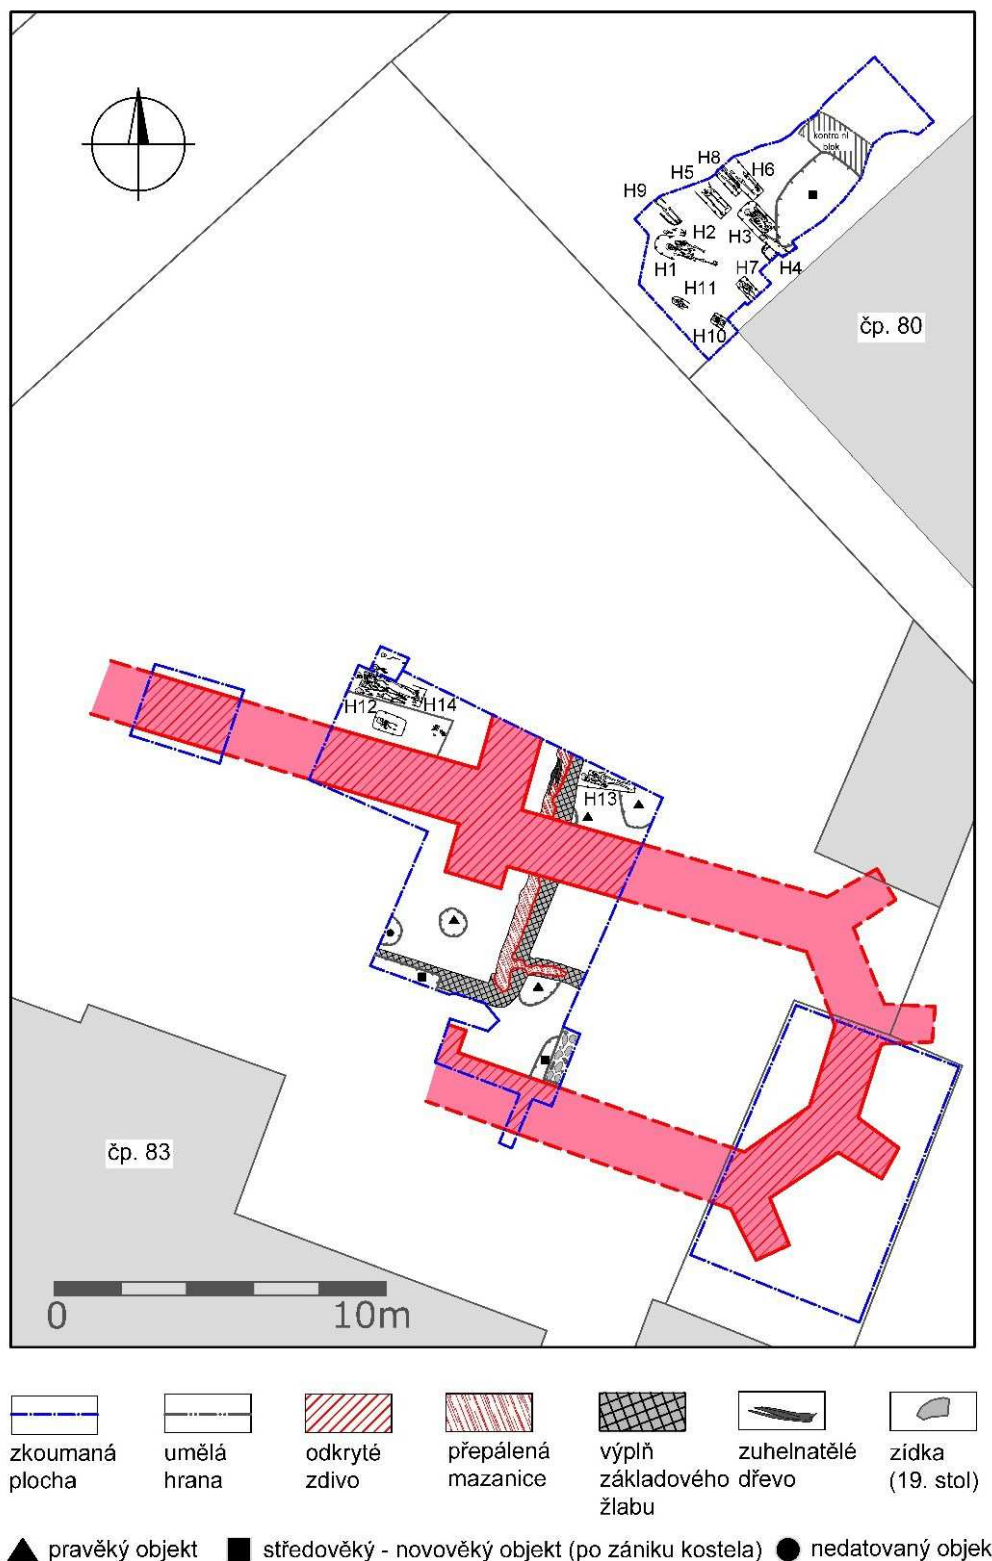 kontrolní
blok
H8
H6
H5
H9
H2
H3
H1
H7
H4
H11
H10
čp. 80
H12
H14
H13
čp. 83
0 10m
zkoumaná
plocha
umělá
hrana
odkryté
zdivo
přepálená
mazanice
výplň
základového
žlabu
zuhelnatělé
dřevo
zídka
(19. stol)
pravěký objekt
středověký - novověký objekt (po zániku kostela)
nedatovaný objek